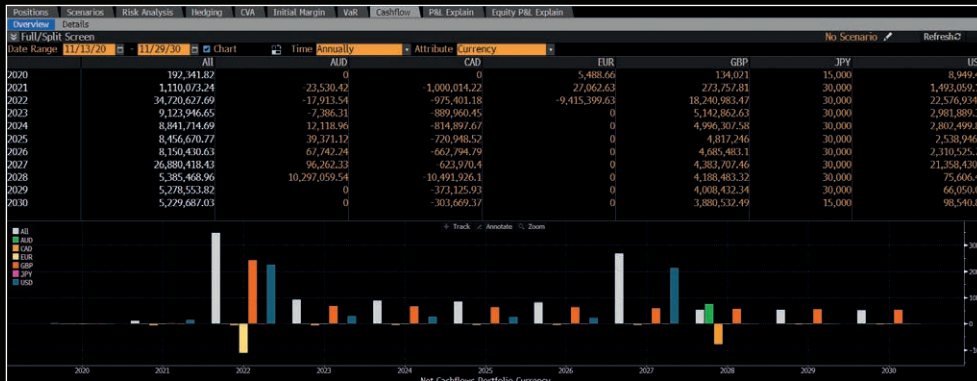 Positions Scenarios Risk Analysis Hedging CVA Initial Margin VaR Cashflow P&L Explain Equity P&L Explain
Overview Details
Full/Split Screen No Scenario Refresh
Date Range 11/13/20 - 11/29/30 Chart Time Annually Attribute Currency
All AUD CAD EUR GBP JPY US
2020 192,341.82 0 0 5,488.66 134,021 15,000 8,949.
2021 1,110,073.24 -23,530.42 -1,000,014.22 27,062.63 273,757.81 30,000 1,493,059.
2022 34,720,627.69 -17,913.54 -975,401.18 -9,415,399.63 18,240,983.47 30,000 22,576,934
2023 9,123,946.65 -7,386.31 -889,960.45 0 5,142,862.63 30,000 2,981,889.
2024 8,841,714.69 12,118.96 -814,897.67 0 4,996,307.58 30,000 2,802,499.
2025 8,456,670.77 39,371.12 -720,948.52 0 4,817,246 30,000 2,538,946
2026 8,150,430.63 67,742.24 -662,794.79 0 4,685,483.1 30,000 2,310,525.
2027 26,880,418.43 96,262.33 -623,970.4 0 4,383,707.46 30,000 21,358,430
2028 5,385,468.96 10,297,059.54 -10,491,926.1 0 4,188,483.32 30,000 75,606.
2029 5,278,553.82 0 -373,125.93 0 4,008,432.34 30,000 66,050.
2030 5,229,687.03 0 -303,669.37 0 3,880,532.49 15,000 98,540.
Track Annotate Zoom
All
AUD
CAD
EUR
GBP
JPY
USD
2020 2021 2022 2023 2024 2025 2026 2027 2028 2029 2030
Net Cashflows Portfolio Currency